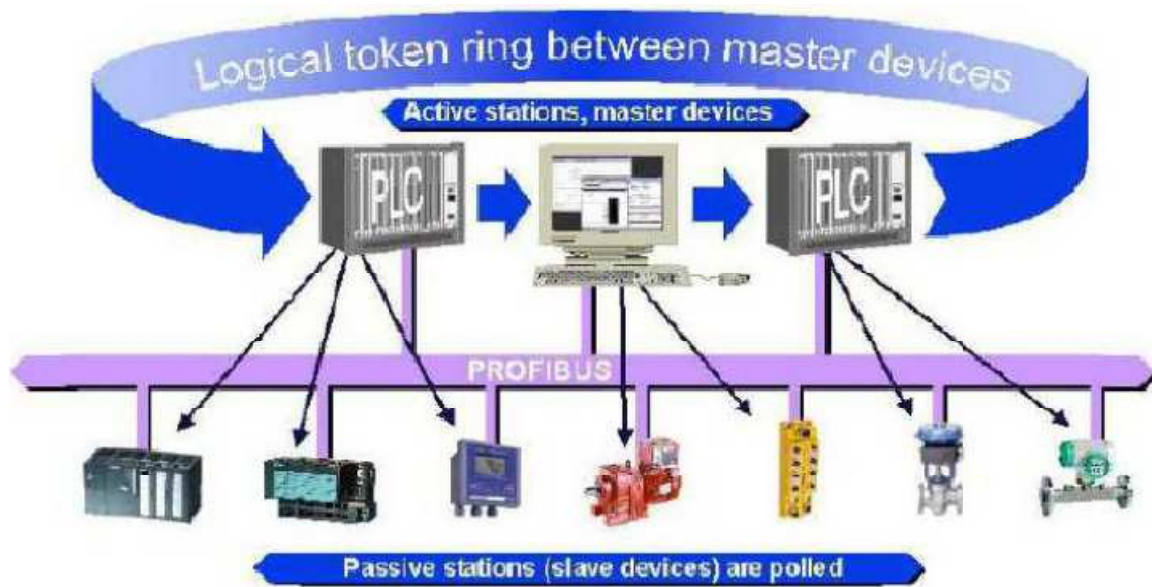 Logical token ring between master devices
Active stations, master devices
PLC
PLC
PROFIBUS
Passive stations (slave devices) are polled